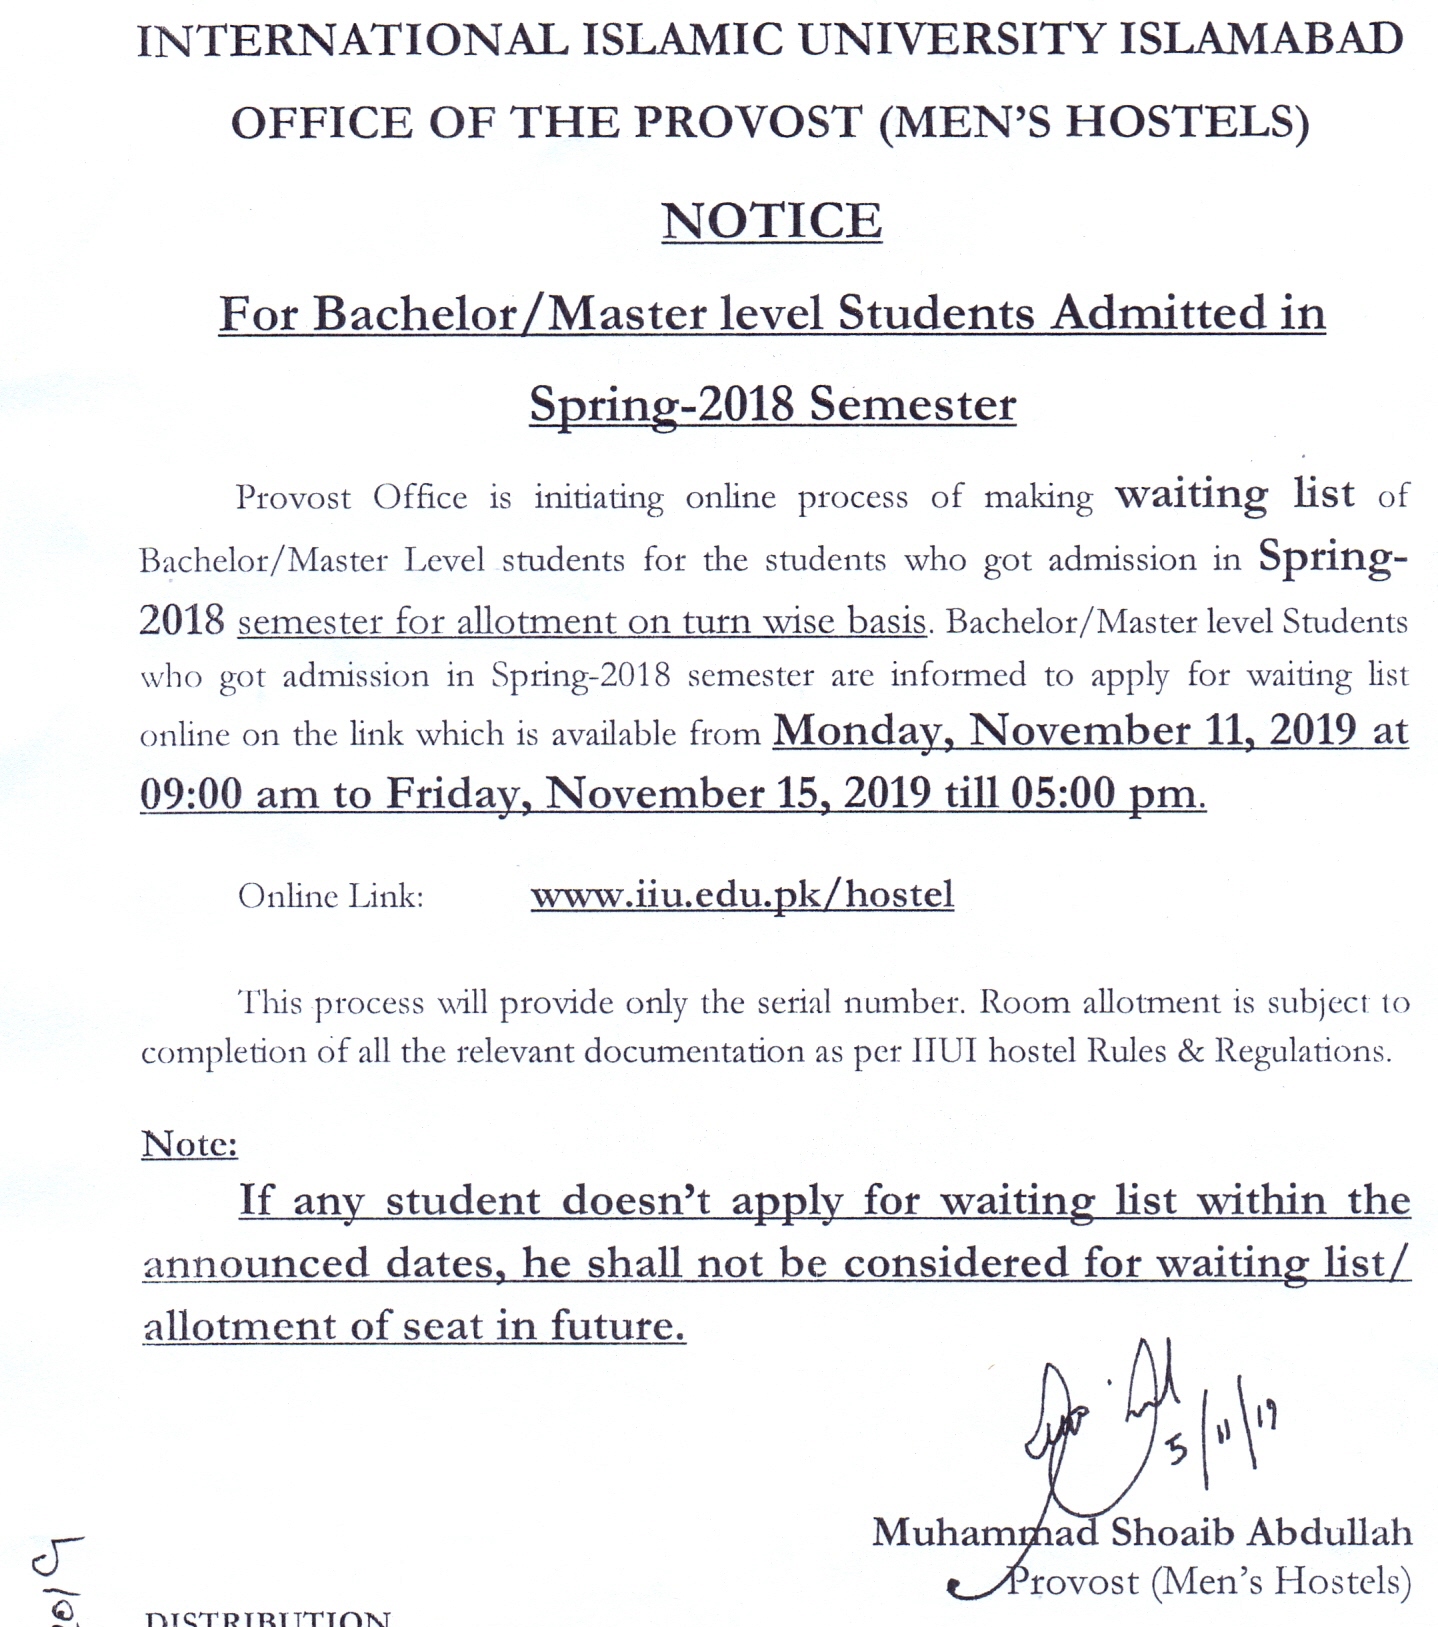 INTERNATIONAL ISLAMIC UNIVERSITY ISLAMABAD
OFFICE OF THE PROVOST (MEN'S HOSTELS)
NOTICE
For Bachelor/Master level Students Admitted in
Spring-2018 Semester
Provost Office is initiating online process of making waiting list of
Bachelor/Master Level students for the students who got admission in Spring-
2018 semester for allotment on turn wise basis. Bachelor/Master level Students
who got admission in Spring-2018 semester are informed to apply for waiting list
online on the link which is available from Monday, November 11, 2019 at
09:00 am to Friday, November 15, 2019 till 05:00 pm.
Online Link: www.iiu.edu.pk/hostel
This process will provide only the serial number. Room allotment is subject to
completion of all the relevant documentation as per IIUI hostel Rules & Regulations.
Note:
If any student doesn't apply for waiting list within the
announced dates, he shall not be considered for waiting list/
allotment of seat in future.
5/11/19
Muhammad Shoaib Abdullah
Provost (Men's Hostels)
DISTRIBUTION